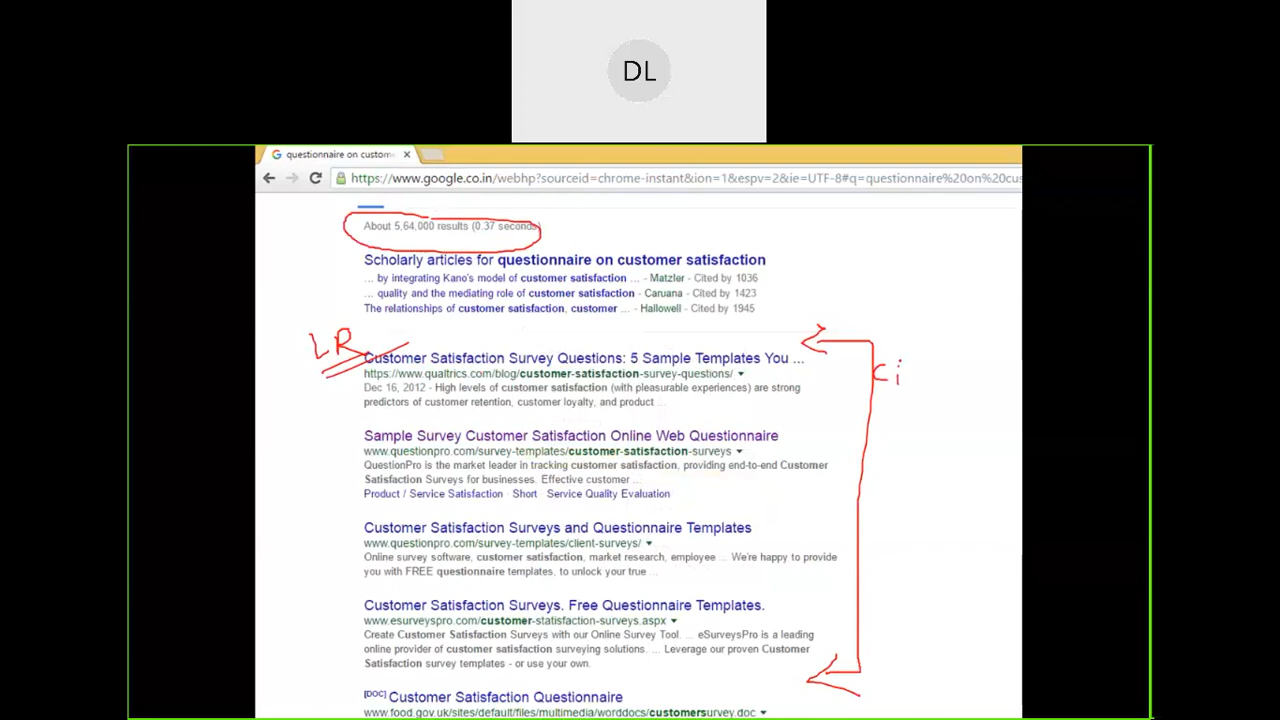 DL
questionnaire on custom
https://www.google.co.in/webhp?sourceid=chrome-instant&ion=1&espv=2&ie=UTF-8#q=questionnaire%20on%20cus
About 5,64,000 results (0.37 seconds)
Scholarly articles for questionnaire on customer satisfaction
... by integrating Kano's model of customer satisfaction ... - Matzler - Cited by 1036
... quality and the mediating role of customer satisfaction - Caruana - Cited by 1423
The relationships of customer satisfaction, customer ... - Hallowell - Cited by 1945
LR
Customer Satisfaction Survey Questions: 5 Sample Templates You ...
https://www.qualtrics.com/blog/customer-satisfaction-survey-questions/
Ci
Dec 16, 2012 - High levels of customer satisfaction (with pleasurable experiences) are strong
predictors of customer retention, customer loyalty, and product ...
Sample Survey Customer Satisfaction Online Web Questionnaire
www.questionpro.com/survey-templates/customer-satisfaction-surveys
QuestionPro is the market leader in tracking customer satisfaction, providing end-to-end Customer
Satisfaction Surveys for businesses. Effective customer ...
Product / Service Satisfaction - Short - Service Quality Evaluation
Customer Satisfaction Surveys and Questionnaire Templates
www.questionpro.com/survey-templates/client-surveys/
Online survey software, customer satisfaction, market research, employee ... We're happy to provide
you with FREE questionnaire templates, to unlock your true ...
Customer Satisfaction Surveys. Free Questionnaire Templates.
www.esurveyspro.com/customer-statisfaction-surveys.aspx
Create Customer Satisfaction Surveys with our Online Survey Tool. ... eSurveysPro is a leading
online provider of customer satisfaction surveying solutions. ... Leverage our proven Customer
Satisfaction survey templates - or use your own.
[DOC] Customer Satisfaction Questionnaire
www.food.gov.uk/sites/default/files/multimedia/worddocs/customersurvey.doc